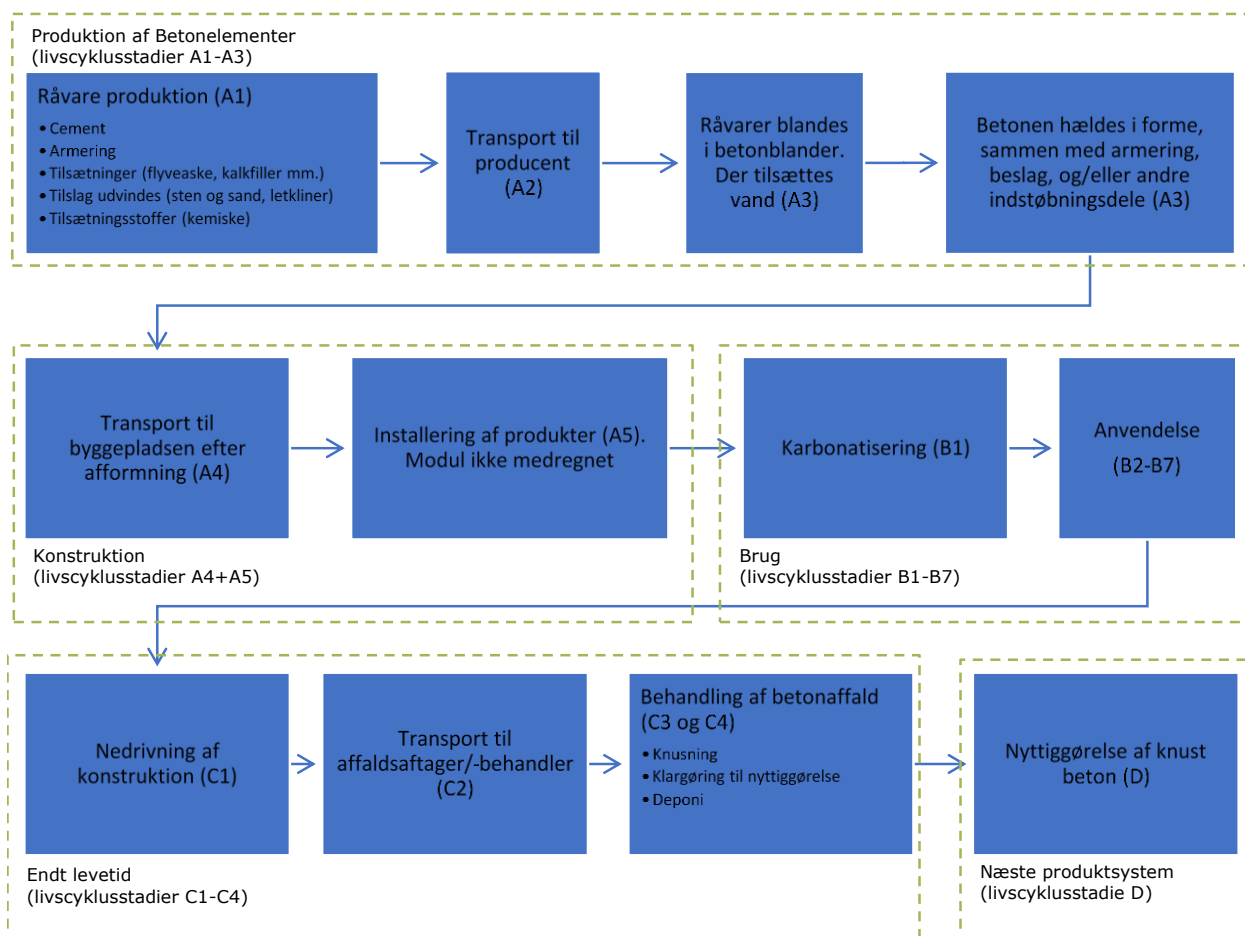 Produktion af Betonelementer
(livscyklusstadier A1-A3)
Råvare produktion (A1)
• Cement
• Armering
• Tilsætninger (flyveaske, kalkfiller mm.)
• Tilslag udvindes (sten og sand, letkliner)
• Tilsætningsstoffer (kemiske)
Transport til
producent
(A2)
Råvarer blandes
i betonblander.
Der tilsættes
vand (A3)
Betonen hældes i forme,
sammen med armering,
beslag, og/eller andre
indstøbningsdele (A3)
Transport til
byggepladsen efter
afformning (A4)
Installering af produkter (A5).
Modul ikke medregnet
Konstruktion
(livscyklusstadier A4+A5)
Karbonatisering (B1)
Anvendelse
(B2-B7)
Brug
(livscyklusstadier B1-B7)
Nedrivning af
konstruktion (C1)
Transport til
affaldsaftager/-behandler
(C2)
Behandling af betonaffald
(C3 og C4)
• Knusning
• Klargøring til nyttiggørelse
• Deponi
Endt levetid
(livscyklusstadier C1-C4)
Nyttiggørelse af knust
beton (D)
Næste produktsystem
(livscyklusstadie D)